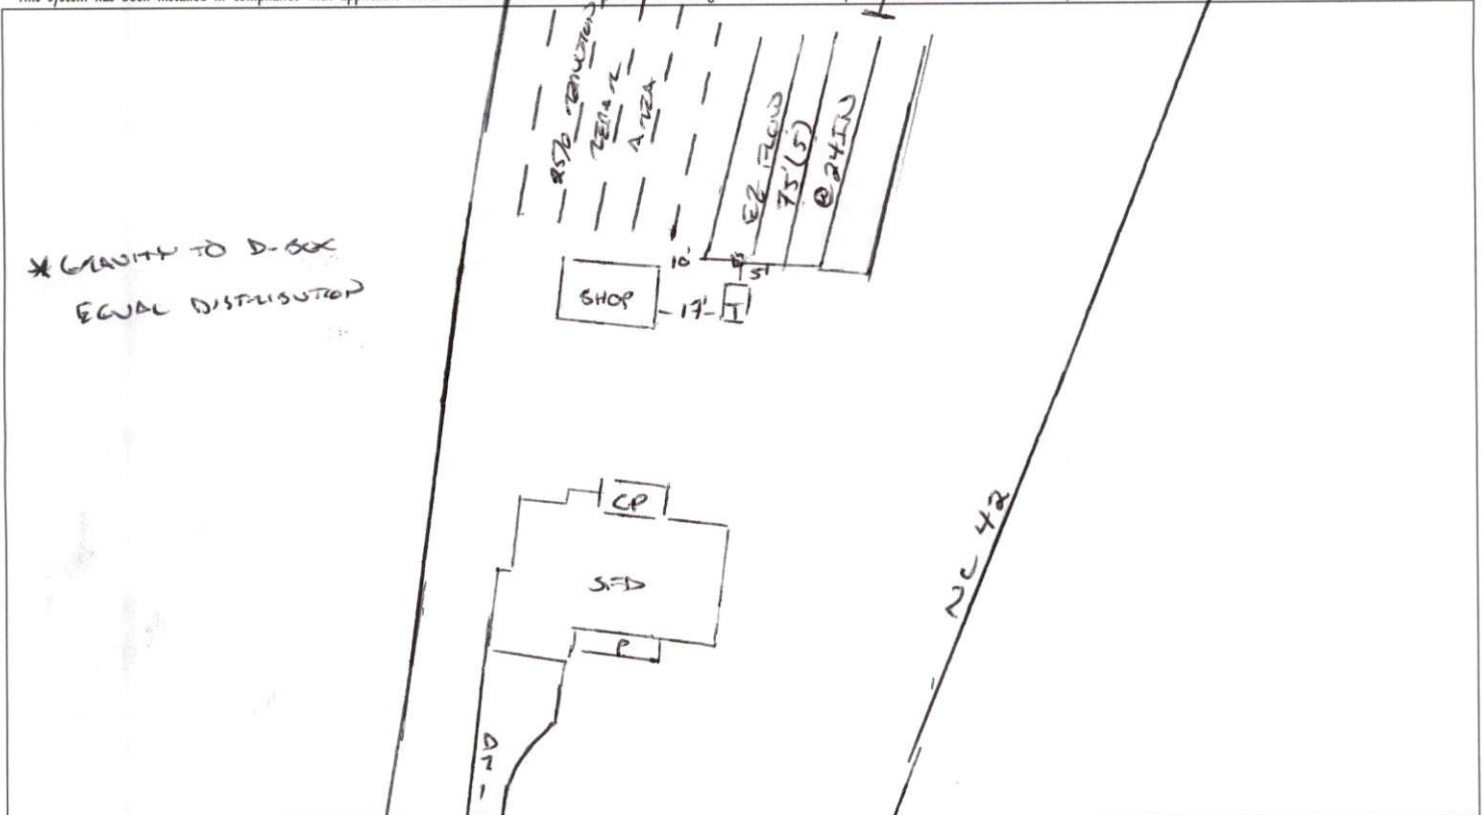 25% REDUCTION
REPAIR
AREA
EZ FLOW
75' (5)
@ 24IN
* GRAVITY TO D-BOX
EQUAL DISTRIBUTION
10'
5'
SHOP
- 17' -
T
CP
SFD
P
NC 42